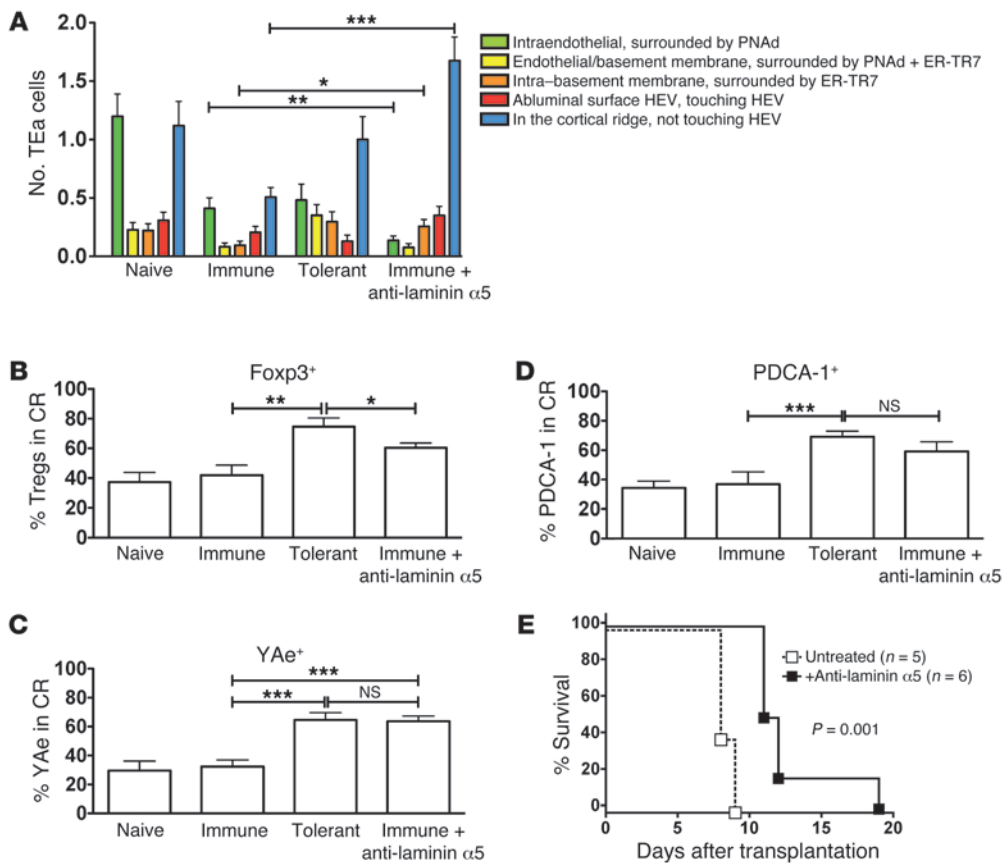 A
No. TEa cells
2.0
1.5
1.0
0.5
0.0
***
*
**
Naive
Immune
Tolerant
Immune +
anti-laminin α5
Intraendothelial, surrounded by PNAd
Endothelial/basement membrane, surrounded by PNAd + ER-TR7
Intra–basement membrane, surrounded by ER-TR7
Abluminal surface HEV, touching HEV
In the cortical ridge, not touching HEV
B
Foxp3+
% Tregs in CR
100
80
60
40
20
0
**
*
Naive
Immune
Tolerant
Immune +
anti-laminin α5
D
PDCA-1+
% PDCA-1 in CR
100
80
60
40
20
0
***
NS
Naive
Immune
Tolerant
Immune +
anti-laminin α5
C
YAe+
% YAe in CR
100
80
60
40
20
0
***
***
NS
Naive
Immune
Tolerant
Immune +
anti-laminin α5
E
% Survival
100
80
60
40
20
0
Untreated (n = 5)
+Anti-laminin α5 (n = 6)
P = 0.001
0
5
10
15
20
Days after transplantation